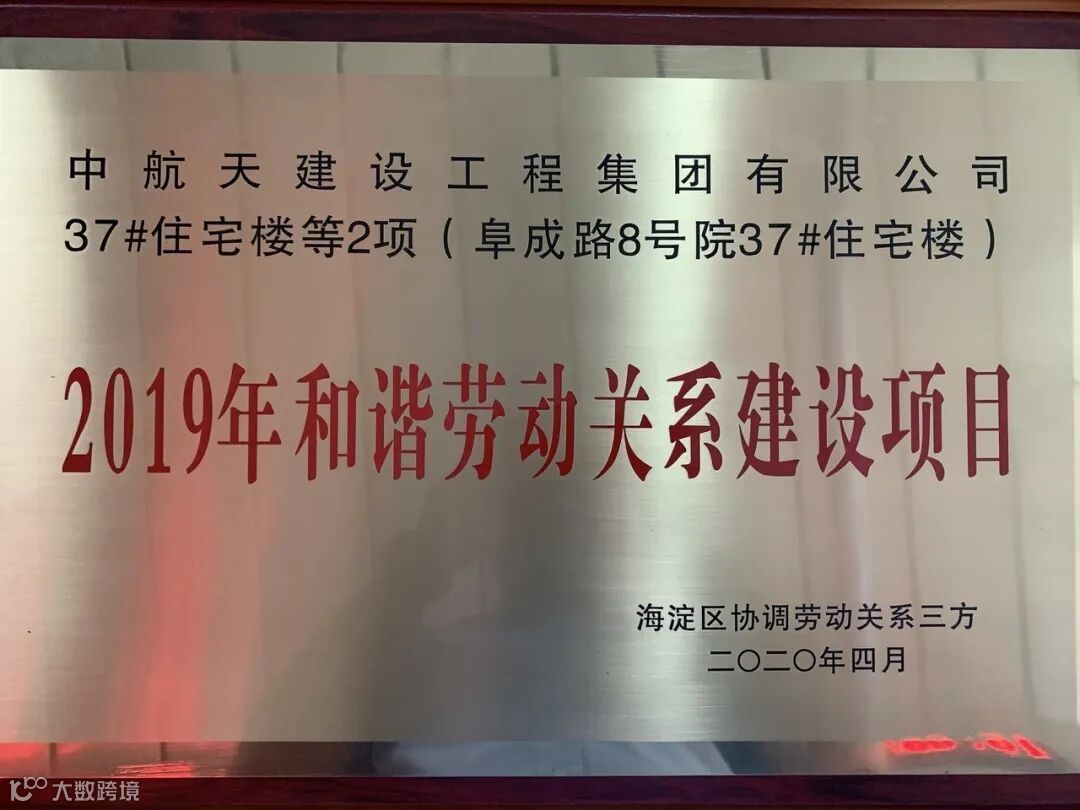 中航天建设工程集团有限公司
37#住宅楼等2项（阜成路8号院37#住宅楼）
2019年和谐劳动关系建设项目
海淀区协调劳动关系三方
二〇二〇年四月
大数跨境